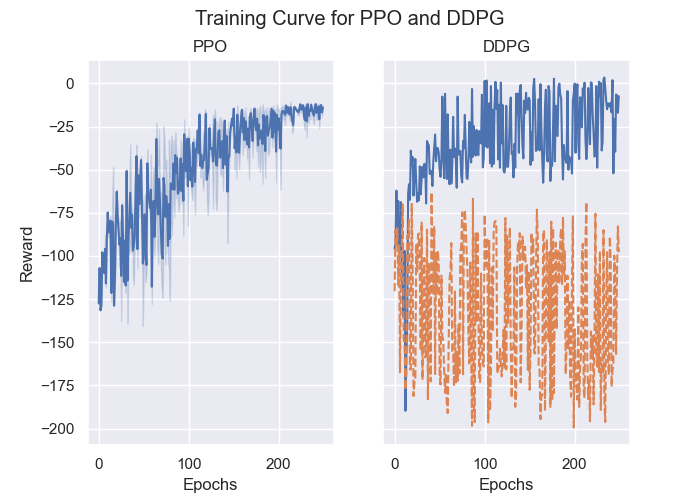 Training Curve for PPO and DDPG
PPO
DDPG
Reward
0
−25
−50
−75
−100
−125
−150
−175
−200
0
100
200
0
100
200
Epochs
Epochs